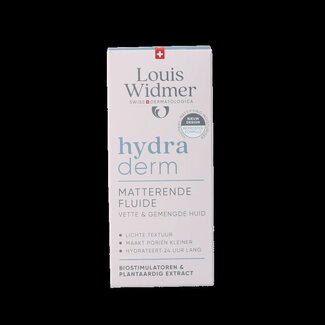 Louis
Widmer
SWISS DERMATOLOGICA
NIEUW
DESIGN
hydra
derm
MATTERENDE
FLUIDE
VETTE & GEMENGDE HUID
LICHTE TEXTUUR
MAAKT PORIËN KLEINER
HYDRATEERT 24 UUR LANG
BIOSTIMULATOREN &
PLANTAARDIG EXTRACT